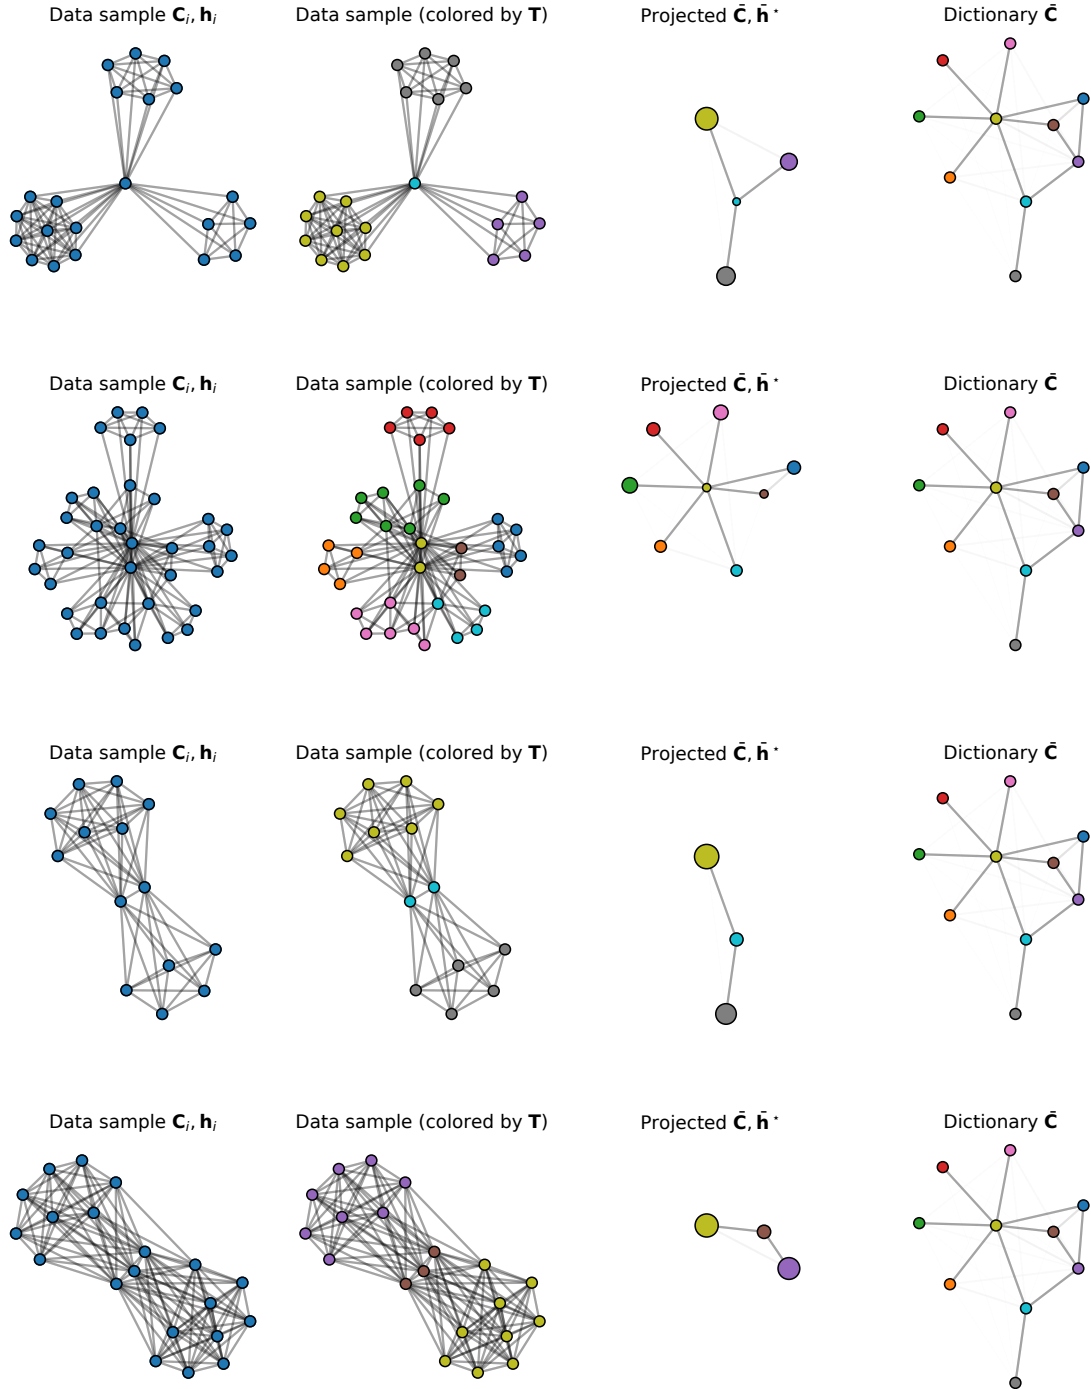 Data sample C_i, h_i
Data sample (colored by T)
Projected C̄, h̄*
Dictionary C̄
Data sample C_i, h_i
Data sample (colored by T)
Projected C̄, h̄*
Dictionary C̄
Data sample C_i, h_i
Data sample (colored by T)
Projected C̄, h̄*
Dictionary C̄
Data sample C_i, h_i
Data sample (colored by T)
Projected C̄, h̄*
Dictionary C̄